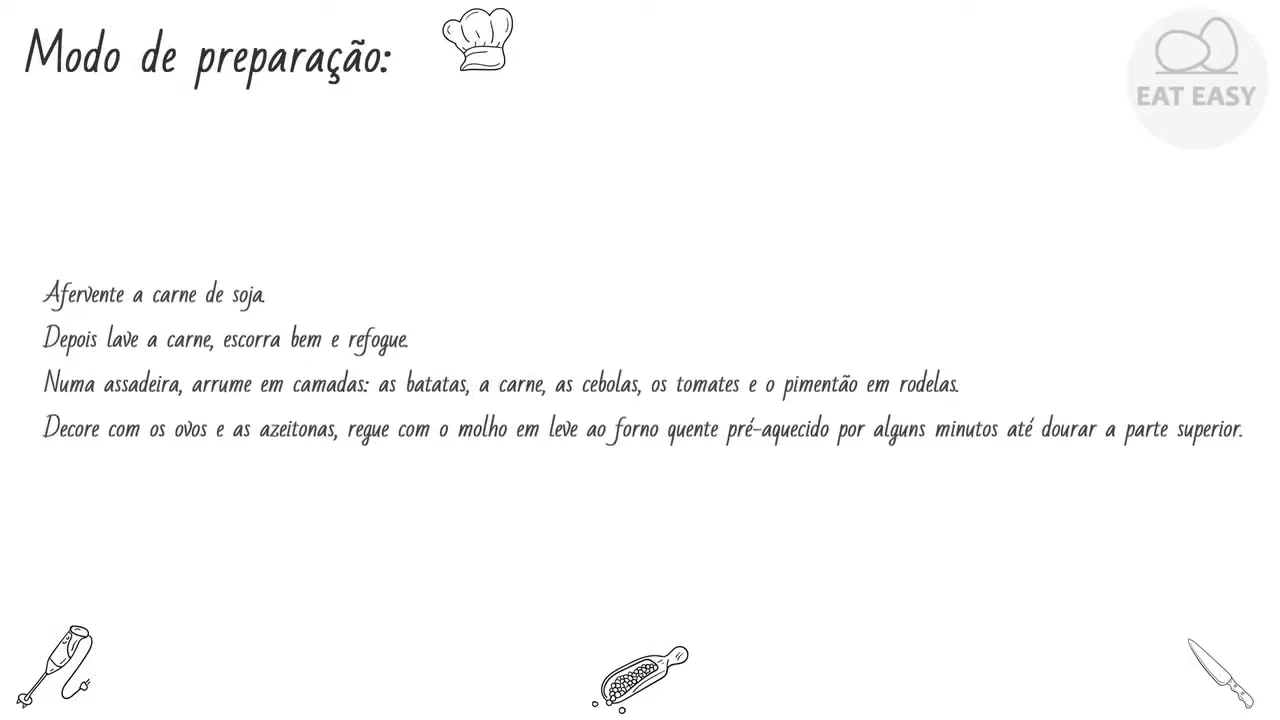 Modo de preparação:
EAT EASY
Afervente a carne de soja.
Depois lave a carne, escorra bem e refogue.
Numa assadeira, arrume em camadas: as batatas, a carne, as cebolas, os tomates e o pimentão em rodelas.
Decore com os ovos e as azeitonas, regue com o molho em leve ao forno quente pré-aquecido por alguns minutos até dourar a parte superior.